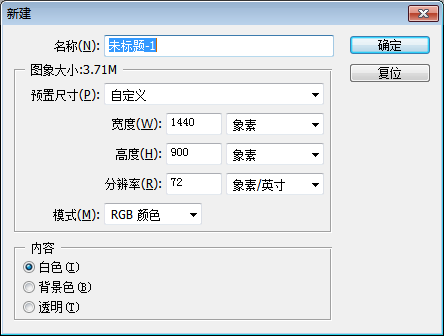 新建
名称(N): 未标题-1
确定
图象大小:3.71M
复位
预置尺寸(P): 自定义
宽度(W): 1440 象素
高度(H): 900 象素
分辨率(R): 72 象素/英寸
模式(M): RGB 颜色
内容
白色(I)
背景色(B)
透明(T)